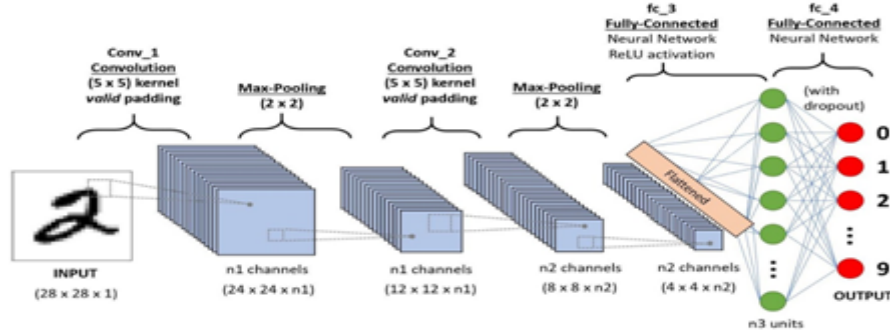 Conv_1
Convolution
(5 x 5) kernel
valid padding
Max-Pooling
(2 x 2)
Conv_2
Convolution
(5 x 5) kernel
valid padding
Max-Pooling
(2 x 2)
fc_3
Fully-Connected
Neural Network
ReLU activation
fc_4
Fully-Connected
Neural Network
(with
dropout)
2
INPUT
(28 x 28 x 1)
n1 channels
(24 x 24 x n1)
n1 channels
(12 x 12 x n1)
n2 channels
(8 x 8 x n2)
n2 channels
(4 x 4 x n2)
Flattened
n3 units
0
1
2
9
OUTPUT